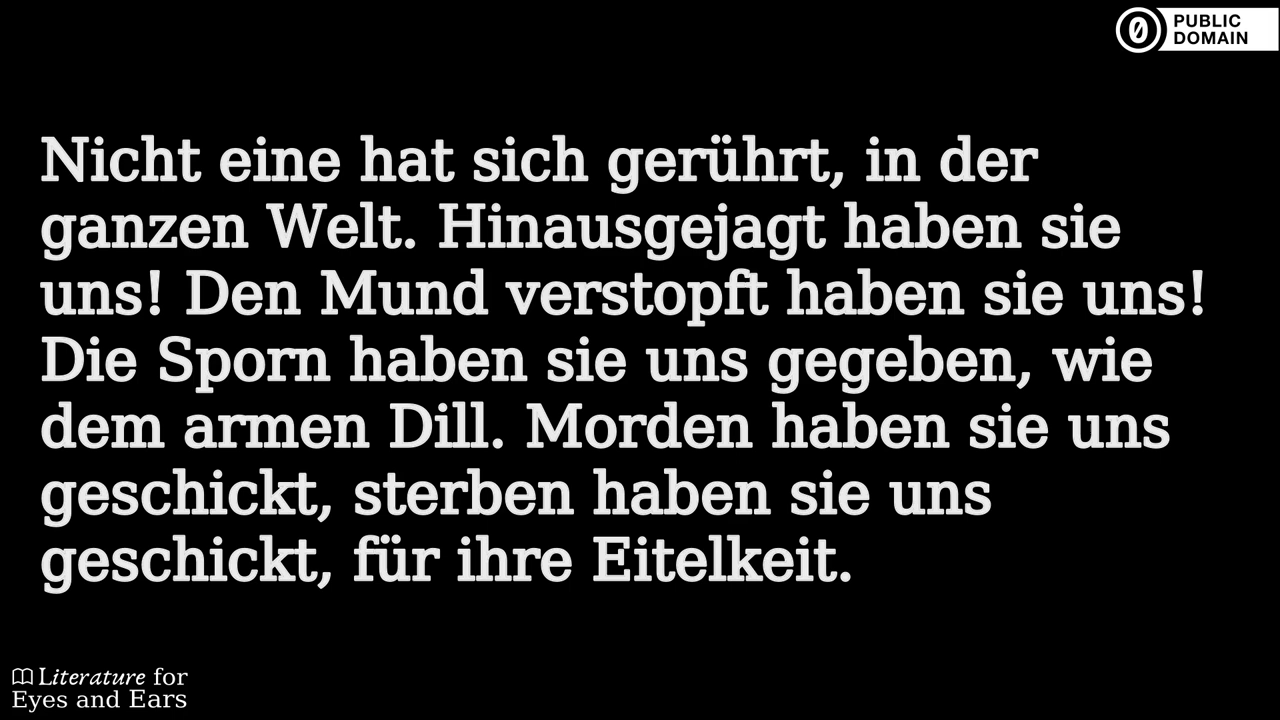 PUBLIC
DOMAIN
Nicht eine hat sich gerührt, in der
ganzen Welt. Hinausgejagt haben sie
uns! Den Mund verstopft haben sie uns!
Die Sporn haben sie uns gegeben, wie
dem armen Dill. Morden haben sie uns
geschickt, sterben haben sie uns
geschickt, für ihre Eitelkeit.
Literature for
Eyes and Ears